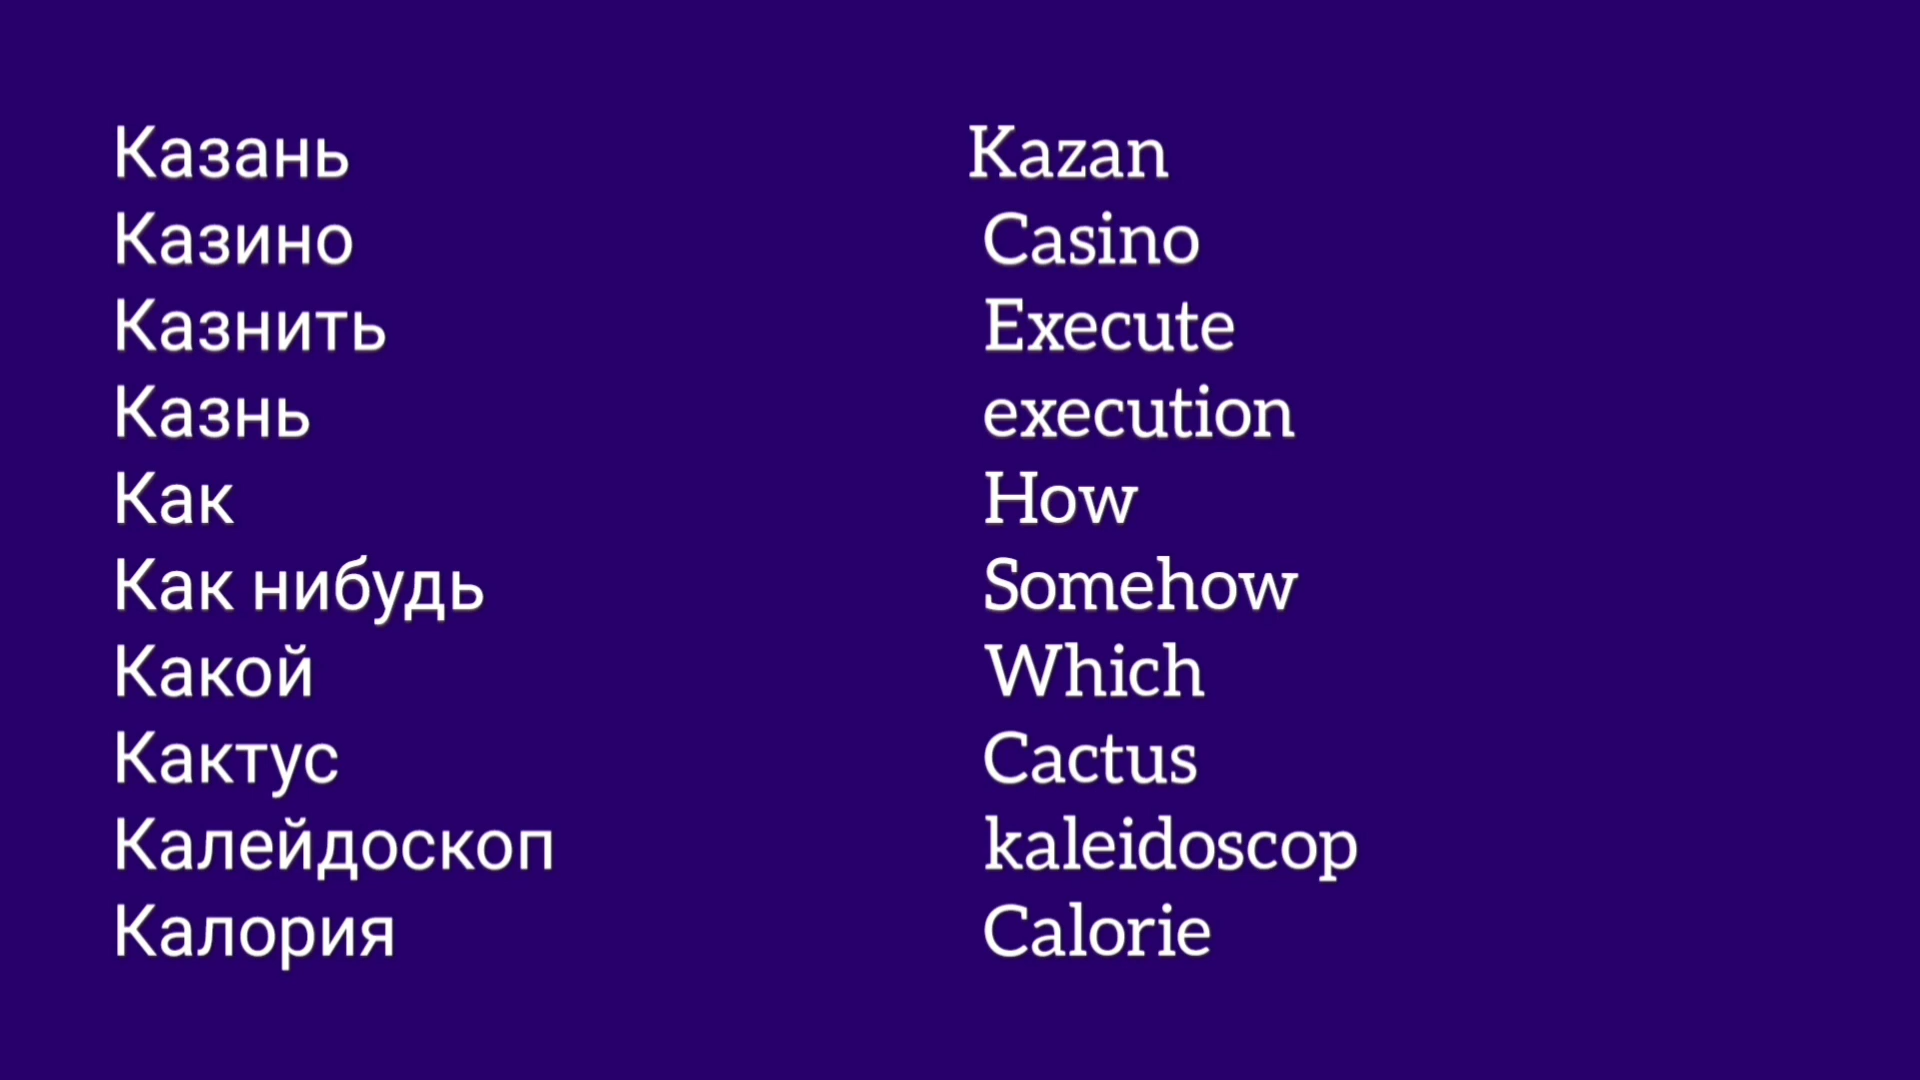 Казань Kazan
Казино Casino
Казнить Execute
Казнь execution
Как How
Как нибудь Somehow
Какой Which
Кактус Cactus
Калейдоскоп kaleidoscop
Калория Calorie